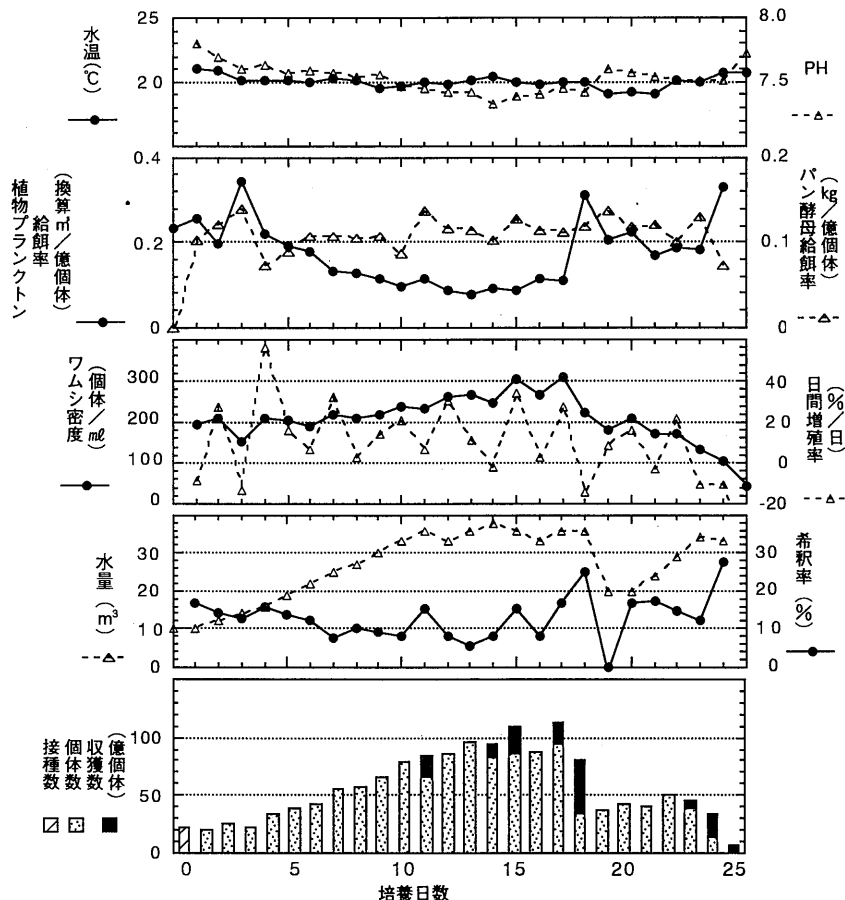 水温(℃)
25
20
8.0
7.5
PH
植物プランクトン
給餌率
(換算㎥/億個体)
0.4
0.2
0
0.2
0.1
0
パン酵母給餌率
(kg/億個体)
ワムシ密度
(個体/㎖)
300
200
100
0
40
20
0
-20
日間増殖率
(%/日)
水量(m³)
30
20
10
0
30
20
10
0
希釈率(%)
接種数
個体数
収獲数
(億個体)
100
50
0
0
5
10
15
20
25
培養日数